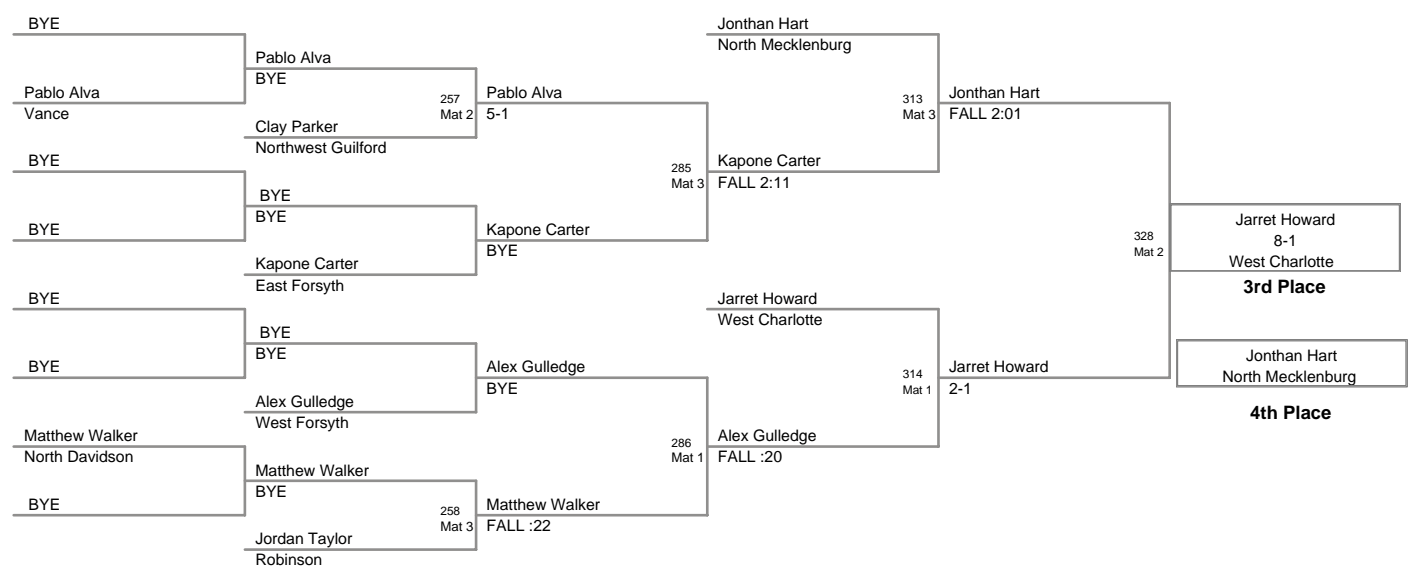 BYE
Pablo Alva
BYE
Pablo Alva
Vance
257
Mat 2
Pablo Alva
5-1
Clay Parker
Northwest Guilford
BYE
BYE
BYE
BYE
Kapone Carter
BYE
Kapone Carter
East Forsyth
285
Mat 3
Kapone Carter
FALL 2:11
Jonthan Hart
North Mecklenburg
313
Mat 3
Jonthan Hart
FALL 2:01
BYE
BYE
BYE
BYE
Alex Gulledge
BYE
Alex Gulledge
West Forsyth
Matthew Walker
North Davidson
Matthew Walker
BYE
BYE
258
Mat 3
Matthew Walker
FALL :22
Jordan Taylor
Robinson
286
Mat 1
Alex Gulledge
FALL :20
Jarret Howard
West Charlotte
314
Mat 1
Jarret Howard
2-1
328
Mat 2
Jarret Howard
8-1
West Charlotte
3rd Place
Jonthan Hart
North Mecklenburg
4th Place